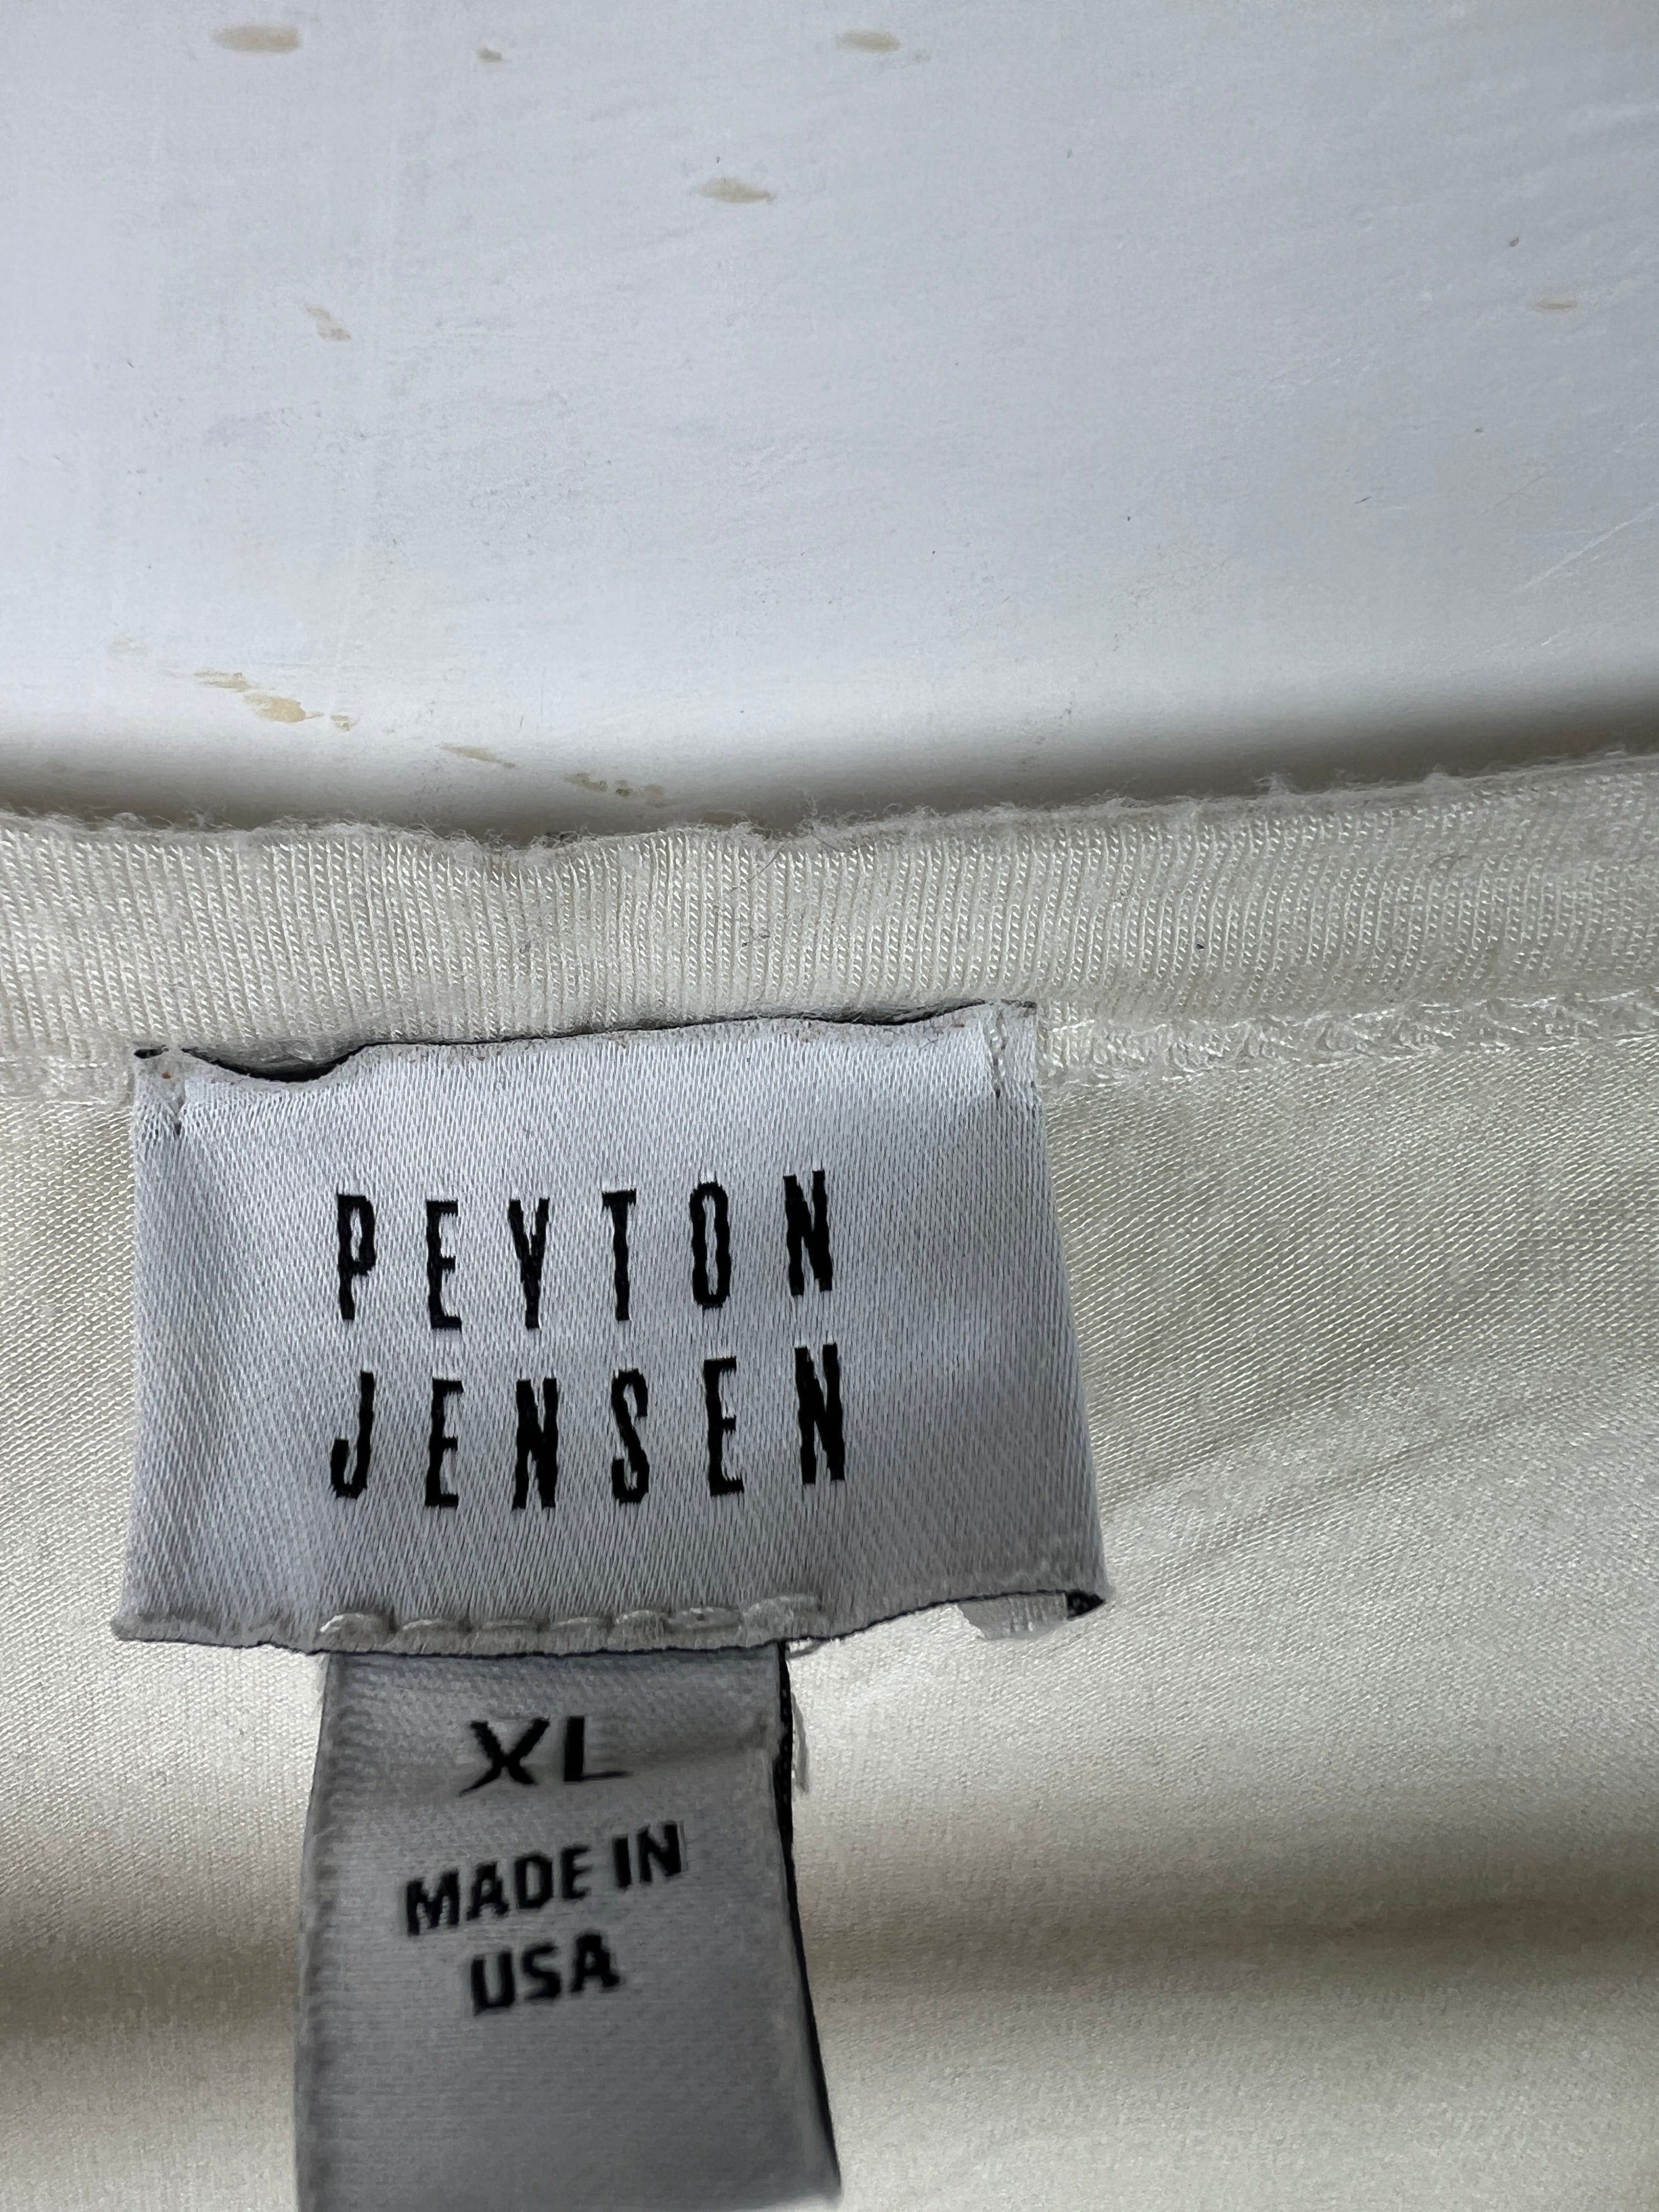 PEYTON
JENSEN
XL
MADE IN
USA